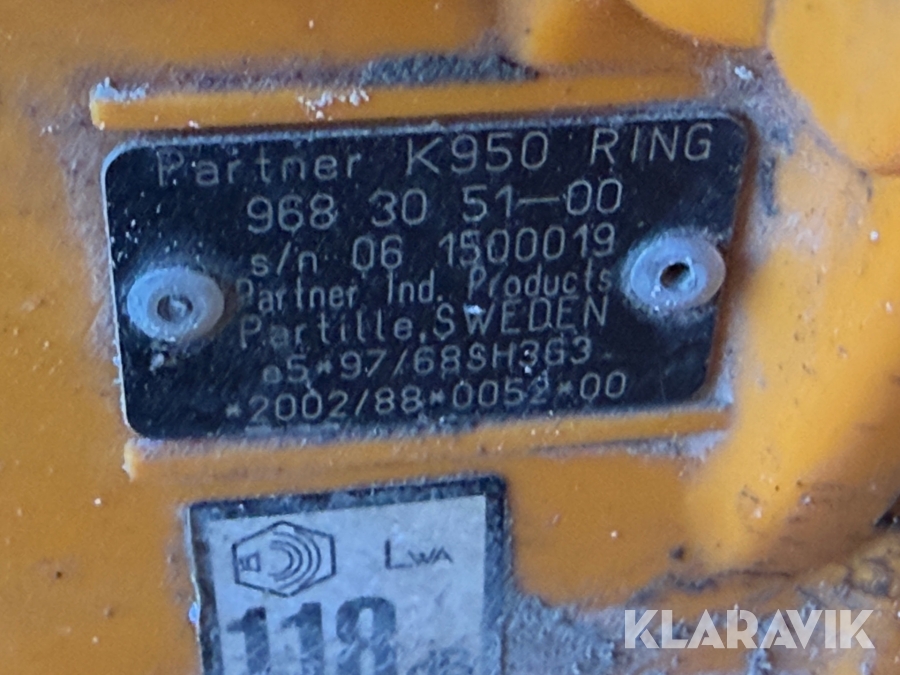 Partner K950 RING
968 30 51-00
s/n 06 1500019
Partner Ind. Products
Partille, SWEDEN
e5*97/68SH3G3
*2002/88*0052*00
LWA
118
KLARAVIK